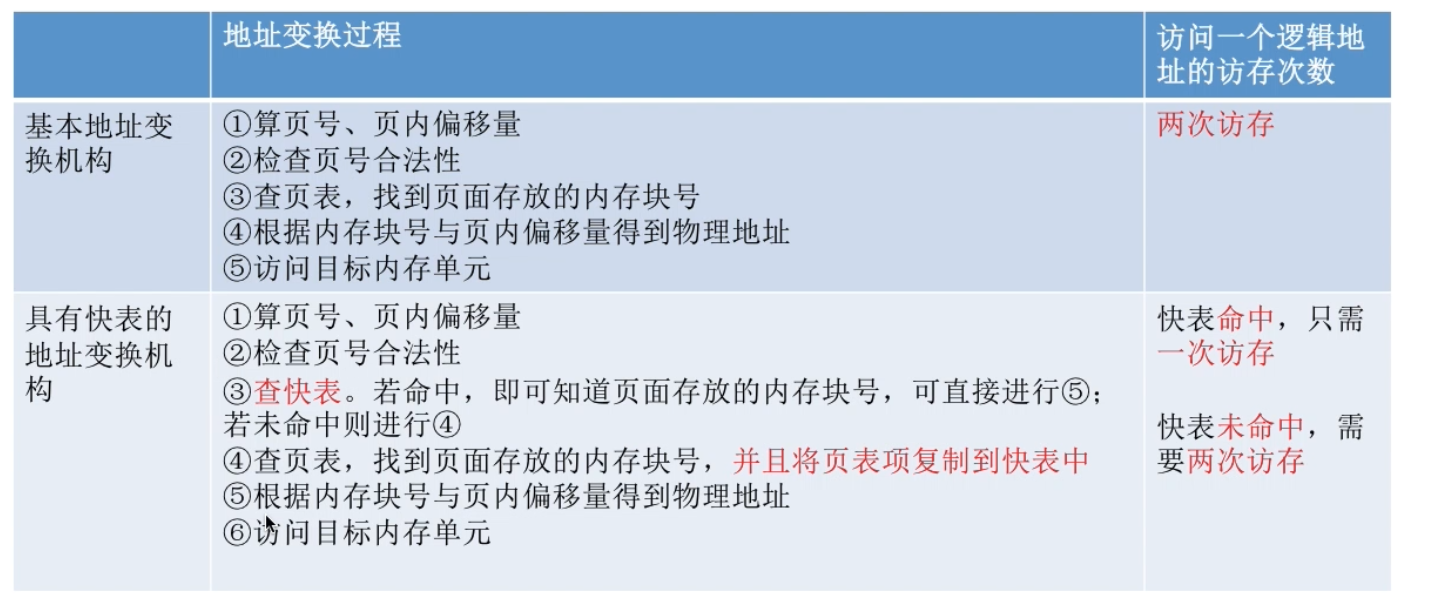 地址变换过程
访问一个逻辑地
址的访存次数
基本地址变
换机构
①算页号、页内偏移量
②检查页号合法性
③查页表，找到页面存放的内存块号
④根据内存块号与页内偏移量得到物理地址
⑤访问目标内存单元
两次访存
具有快表的
地址变换机
构
①算页号、页内偏移量
②检查页号合法性
③查快表。若命中，即可知道页面存放的内存块号，可直接进行⑤；
若未命中则进行④
④查页表，找到页面存放的内存块号，并且将页表项复制到快表中
⑤根据内存块号与页内偏移量得到物理地址
⑥访问目标内存单元
快表命中，只需
一次访存
快表未命中，需
要两次访存